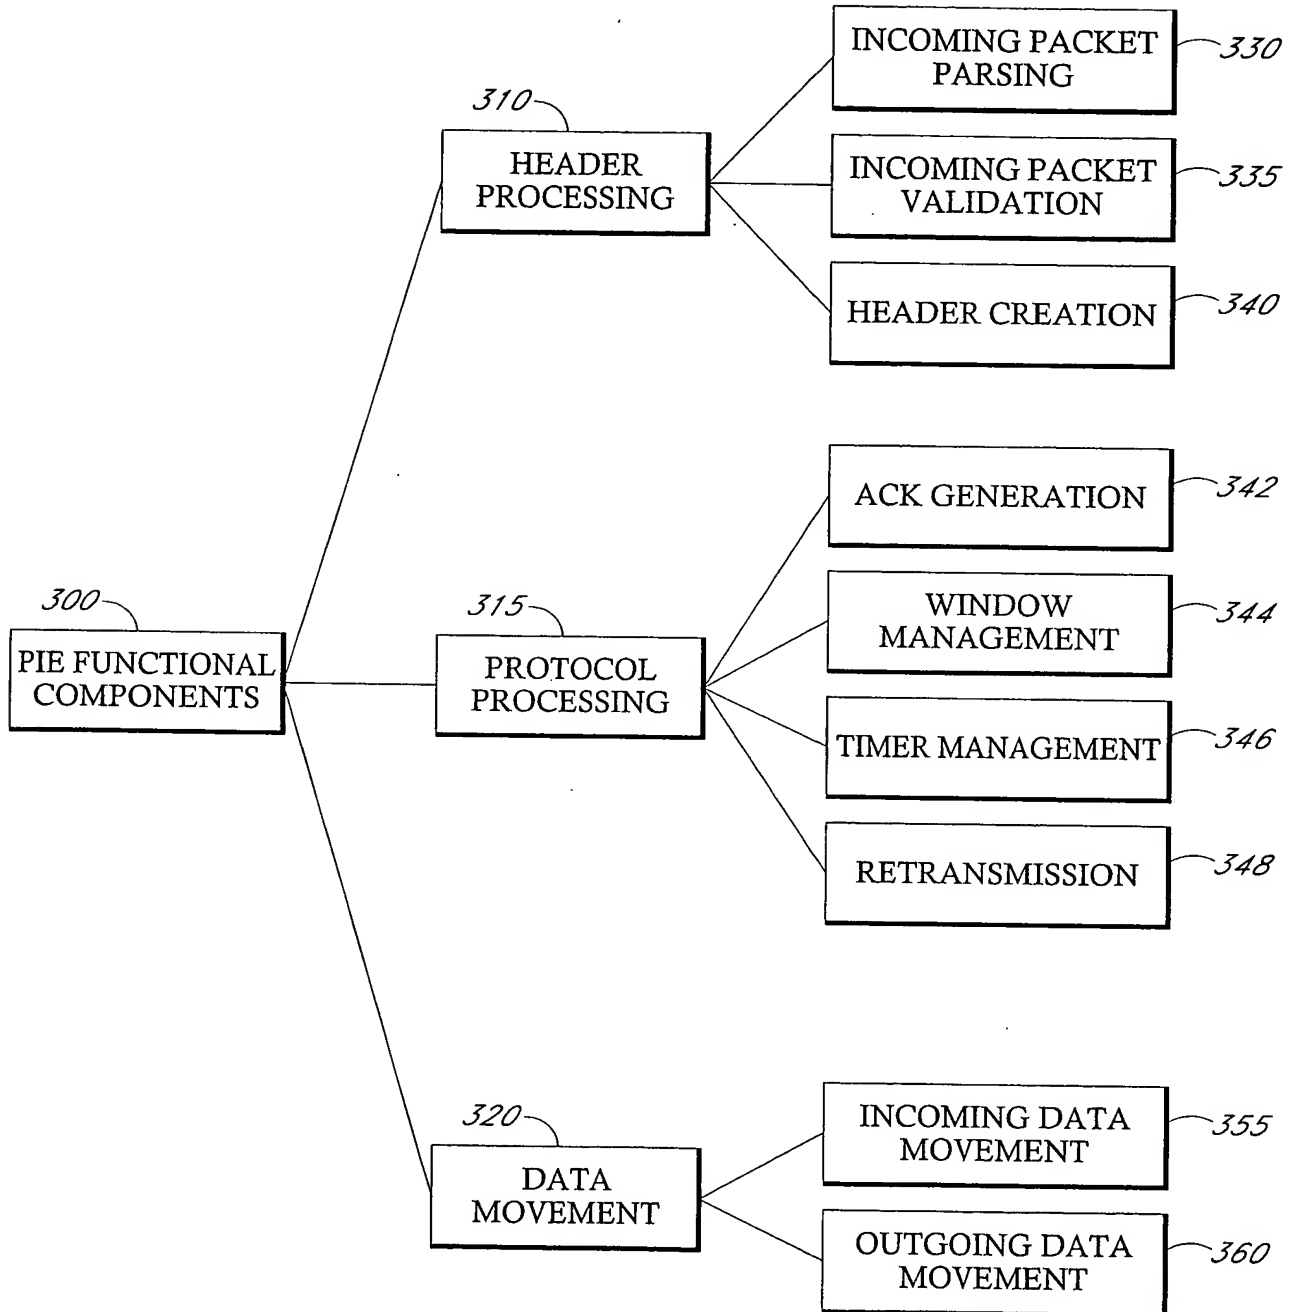 INCOMING PACKET
PARSING
330
310
HEADER
PROCESSING
INCOMING PACKET
VALIDATION
335
HEADER CREATION
340
ACK GENERATION
342
300
PIE FUNCTIONAL
COMPONENTS
315
PROTOCOL
PROCESSING
WINDOW
MANAGEMENT
344
TIMER MANAGEMENT
346
RETRANSMISSION
348
320
DATA
MOVEMENT
INCOMING DATA
MOVEMENT
355
OUTGOING DATA
MOVEMENT
360